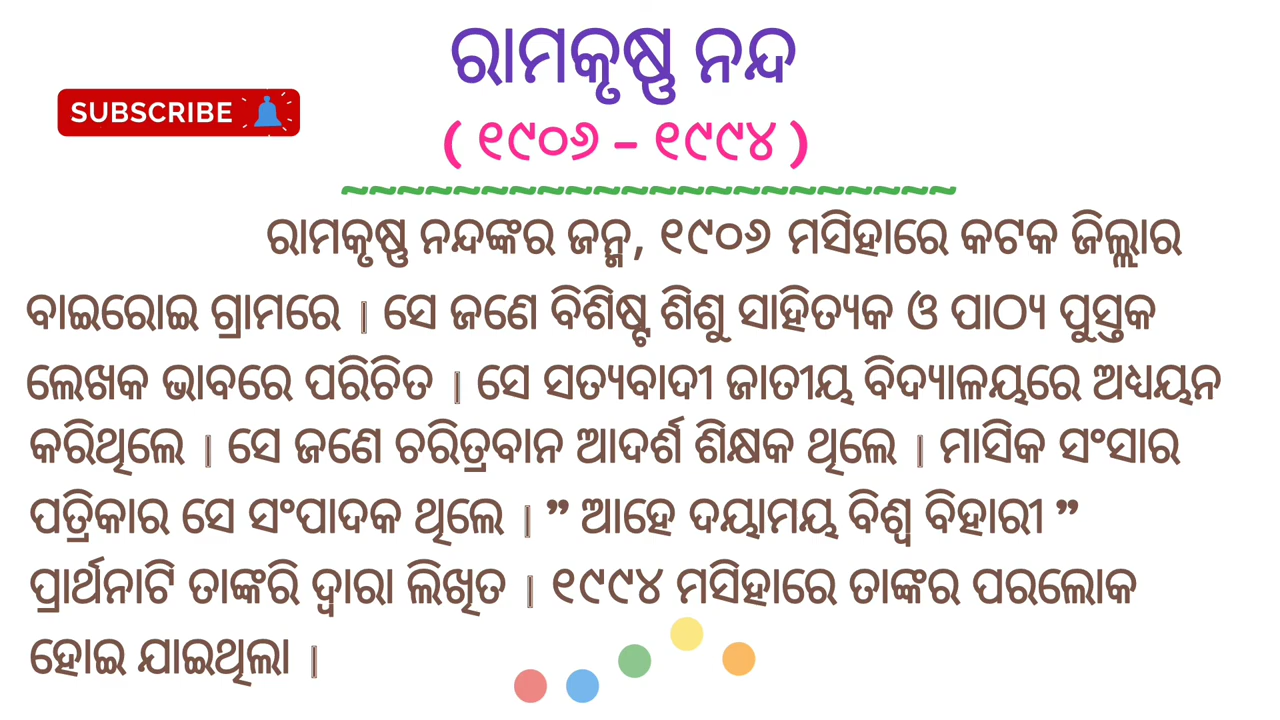 ରାମକୃଷ୍ଣ ନନ୍ଦ
SUBSCRIBE
( ୧୯୦୬ – ୧୯୯୪ )
~~~~~~~~~~~~~~~~~~~~~~
ରାମକୃଷ୍ଣ ନନ୍ଦଙ୍କର ଜନ୍ମ, ୧୯୦୬ ମସିହାରେ କଟକ ଜିଲ୍ଲାର
ବାଇରୋଇ ଗ୍ରାମରେ । ସେ ଜଣେ ବିଶିଷ୍ଟ ଶିଶୁ ସାହିତ୍ୟକ ଓ ପାଠ୍ୟ ପୁସ୍ତକ
ଲେଖକ ଭାବରେ ପରିଚିତ । ସେ ସତ୍ୟବାଦୀ ଜାତୀୟ ବିଦ୍ୟାଳୟରେ ଅଧ୍ୟୟନ
କରିଥିଲେ । ସେ ଜଣେ ଚରିତ୍ରବାନ ଆଦର୍ଶ ଶିକ୍ଷକ ଥିଲେ । ମାସିକ ସଂସାର
ପତ୍ରିକାର ସେ ସଂପାଦକ ଥିଲେ । ” ଆହେ ଦୟାମୟ ବିଶ୍ୱ ବିହାରୀ ”
ପ୍ରାର୍ଥନାଟି ତାଙ୍କରି ଦ୍ୱାରା ଲିଖିତ । ୧୯୯୪ ମସିହାରେ ତାଙ୍କର ପରଲୋକ
ହୋଇ ଯାଇଥିଲା ।